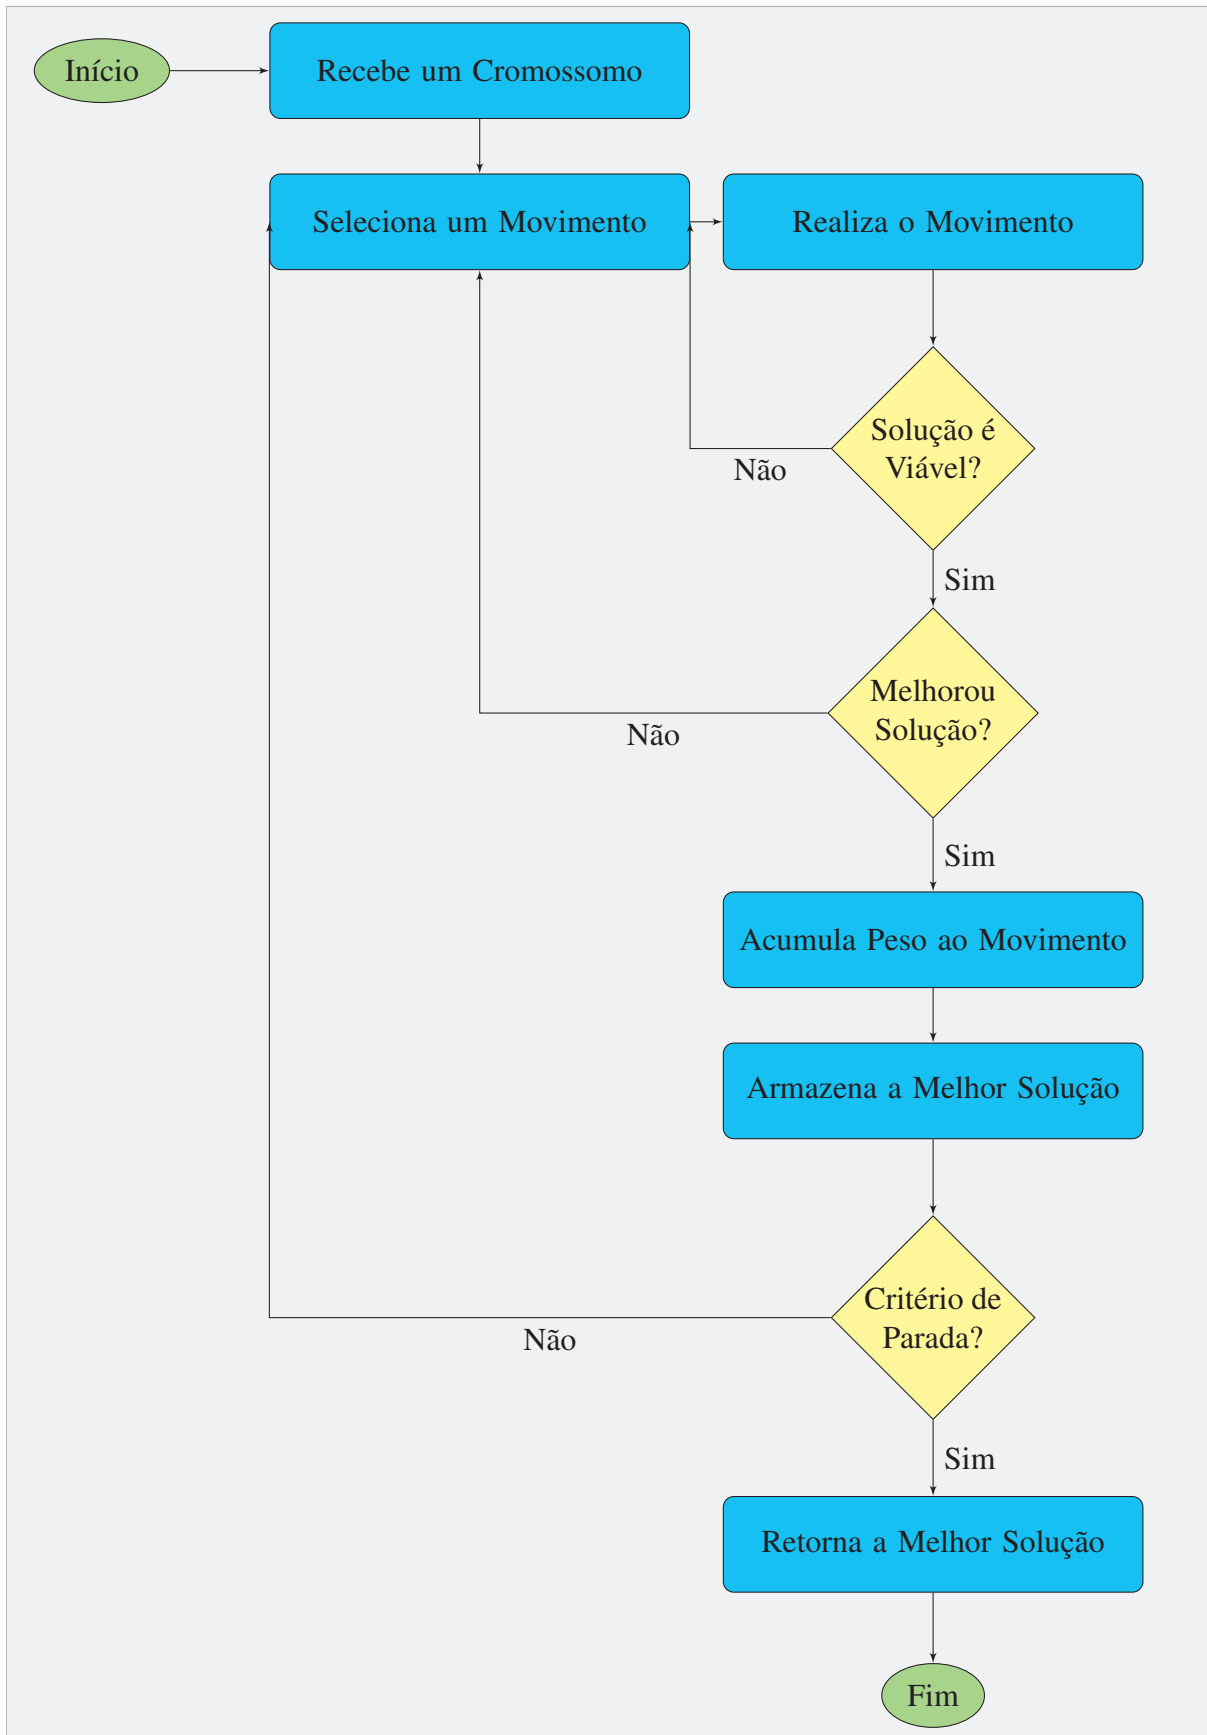 Início
Recebe um Cromossomo
Seleciona um Movimento
Realiza o Movimento
Solução é
Viável?
Não
Sim
Melhorou
Solução?
Não
Sim
Acumula Peso ao Movimento
Armazena a Melhor Solução
Critério de
Parada?
Não
Sim
Retorna a Melhor Solução
Fim